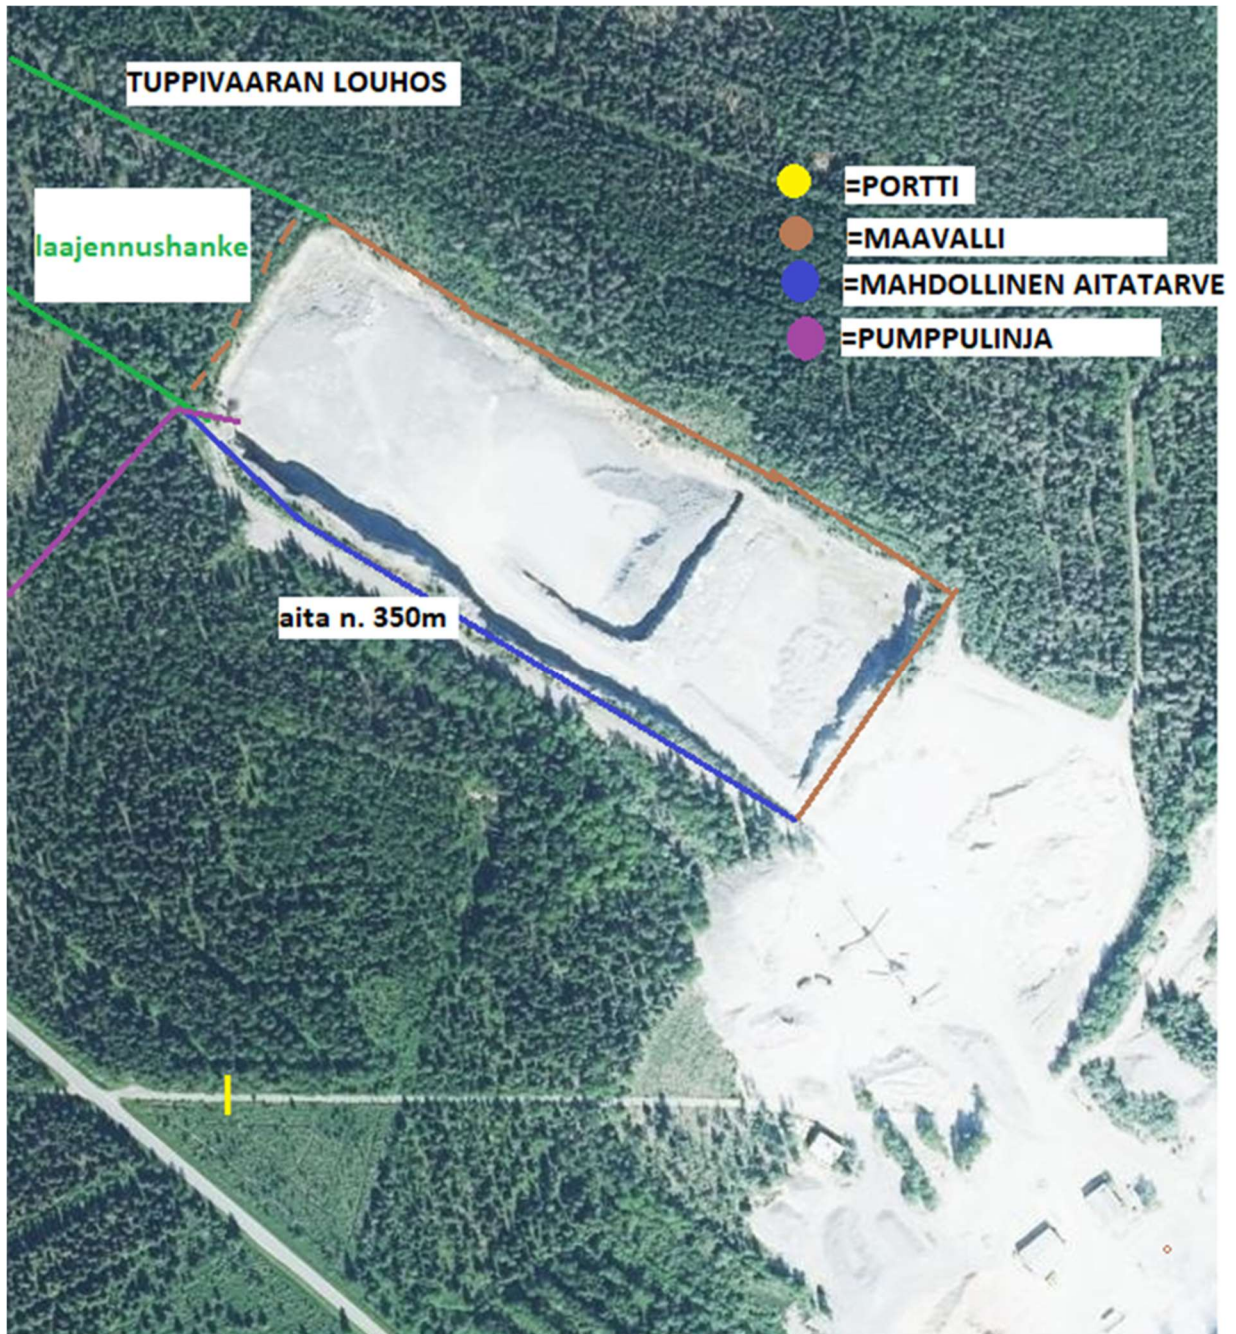 TUPPIVAARAN LOUHOS
=PORTTI
laajennushanke
=MAAVALLI
=MAHDOLLINEN AITATARVE
=PUMPPULINJA
aita n. 350m